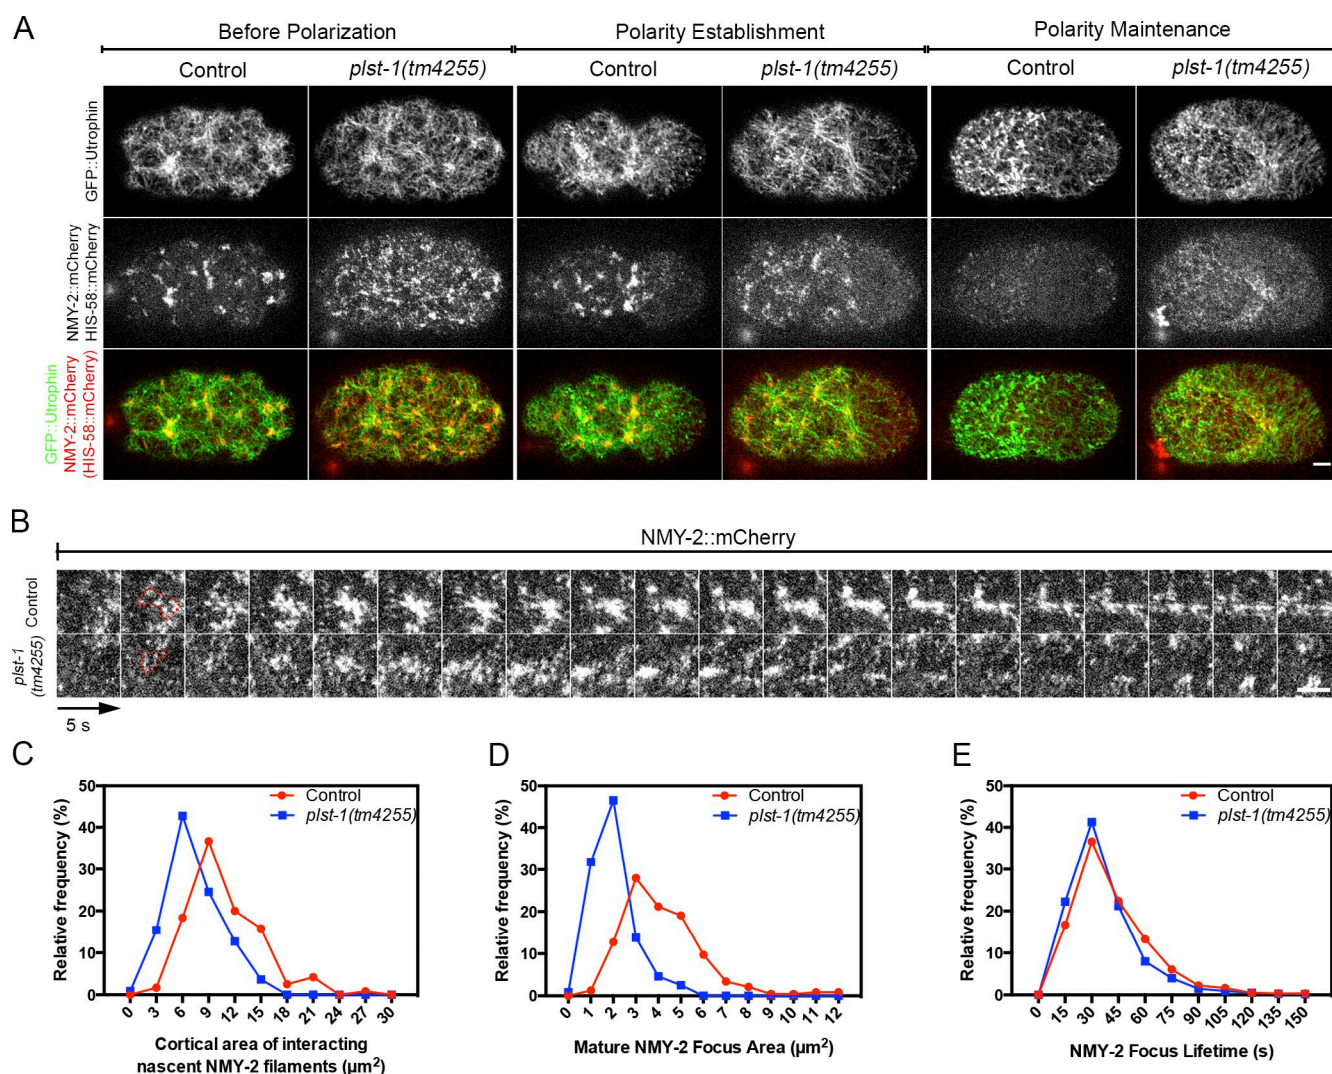 A
Before Polarization
Polarity Establishment
Polarity Maintenance
Control
plst-1(tm4255)
Control
plst-1(tm4255)
Control
plst-1(tm4255)
GFP::Utrophin
NMY-2::mCherry
HIS-58::mCherry
GFP::Utrophin
NMY-2::mCherry
(HIS-58::mCherry)
B
NMY-2::mCherry
Control
plst-1
(tm4255)
5 s
C
Relative frequency (%)
50
40
30
20
10
0
Control
plst-1(tm4255)
0 3 6 9 12 15 18 21 24 27 30
Cortical area of interacting
nascent NMY-2 filaments (µm²)
D
Relative frequency (%)
50
40
30
20
10
0
Control
plst-1(tm4255)
0 1 2 3 4 5 6 7 8 9 10 11 12
Mature NMY-2 Focus Area (µm²)
E
Relative frequency (%)
50
40
30
20
10
0
Control
plst-1(tm4255)
0 15 30 45 60 75 90 105 120 135 150
NMY-2 Focus Lifetime (s)